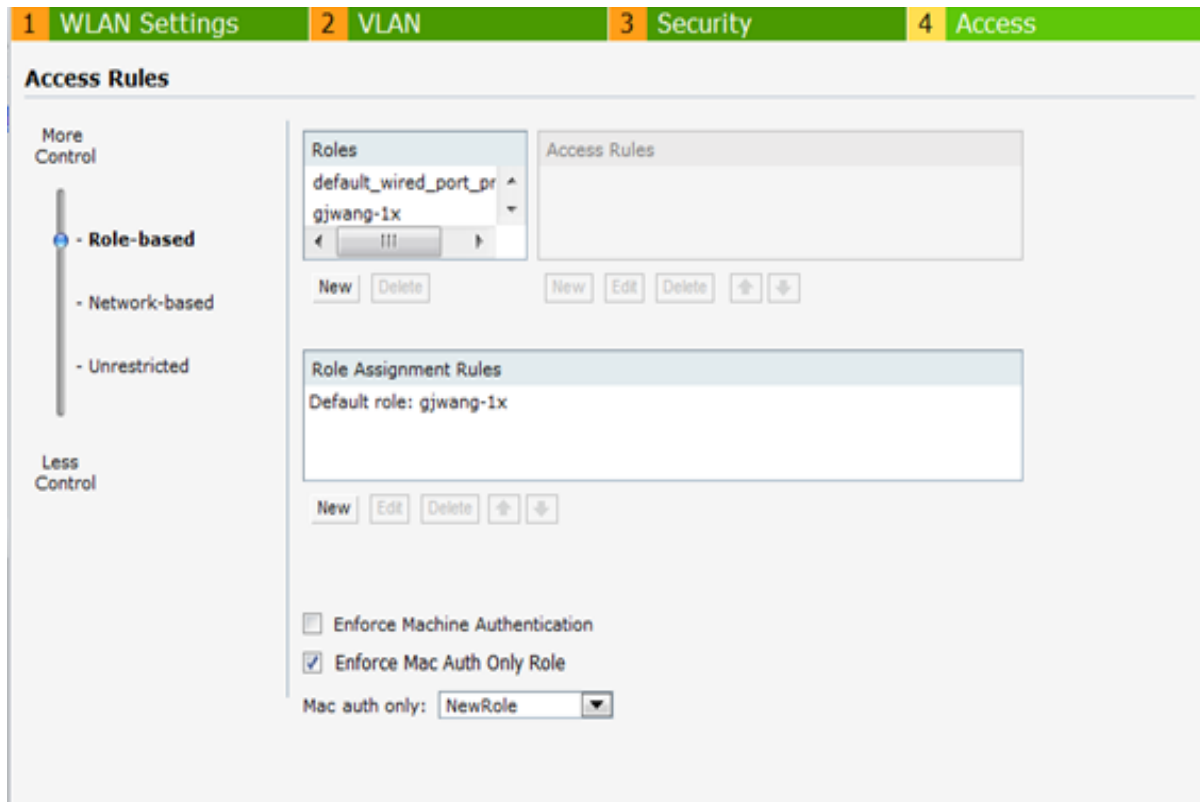 1 WLAN Settings 2 VLAN 3 Security 4 Access
Access Rules
More
Control
- Role-based
- Network-based
- Unrestricted
Less
Control
Roles
default_wired_port_pr
gjwang-1x
New Delete
Access Rules
New Edit Delete
Role Assignment Rules
Default role: gjwang-1x
New Edit Delete
Enforce Machine Authentication
Enforce Mac Auth Only Role
Mac auth only: NewRole